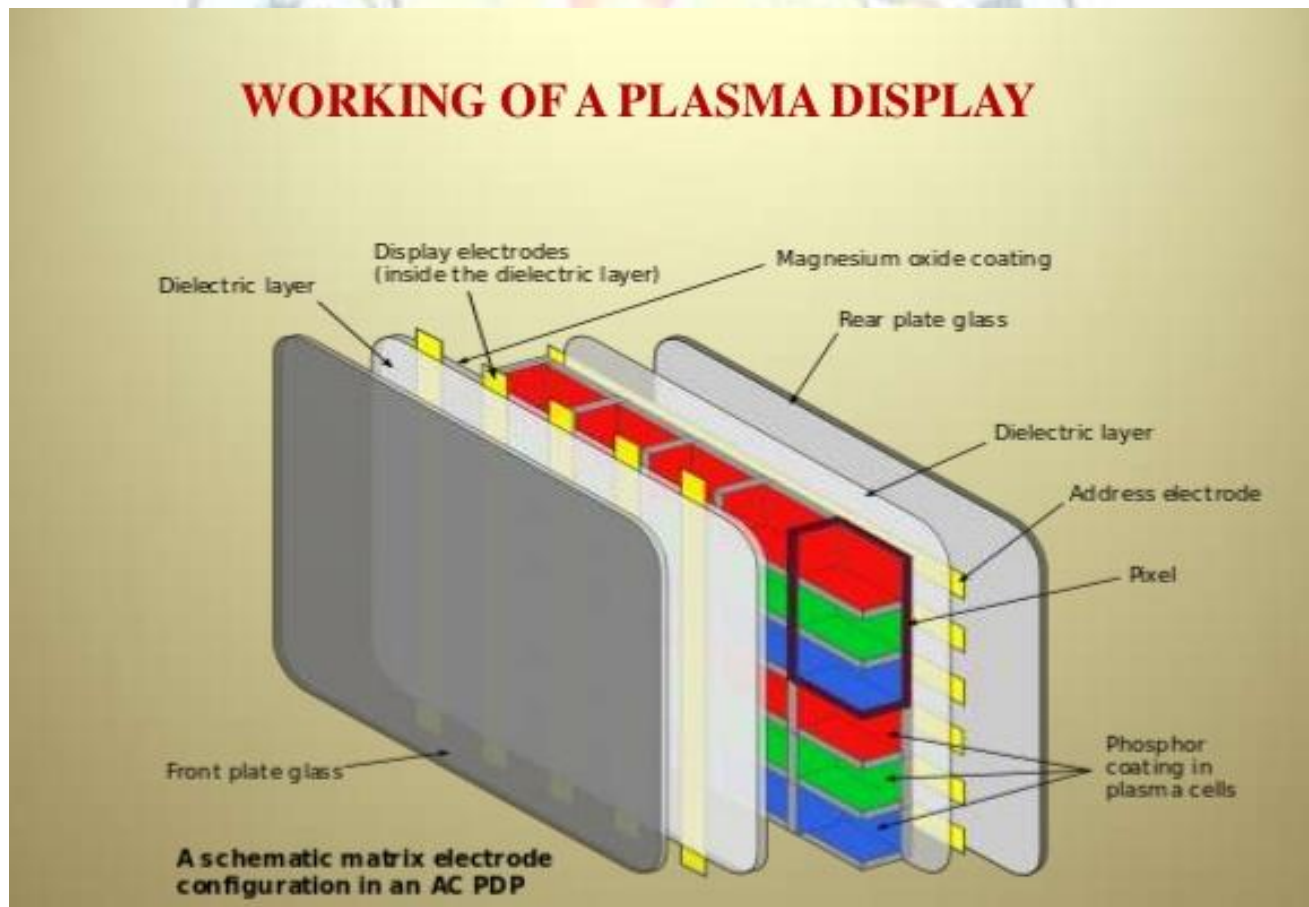 WORKING OF A PLASMA DISPLAY
Display electrodes
(inside the dielectric layer)
Magnesium oxide coating
Dielectric layer
Rear plate glass
Dielectric layer
Address electrode
Pixel
Phosphor
coating in
plasma cells
Front plate glass
A schematic matrix electrode
configuration in an AC PDP